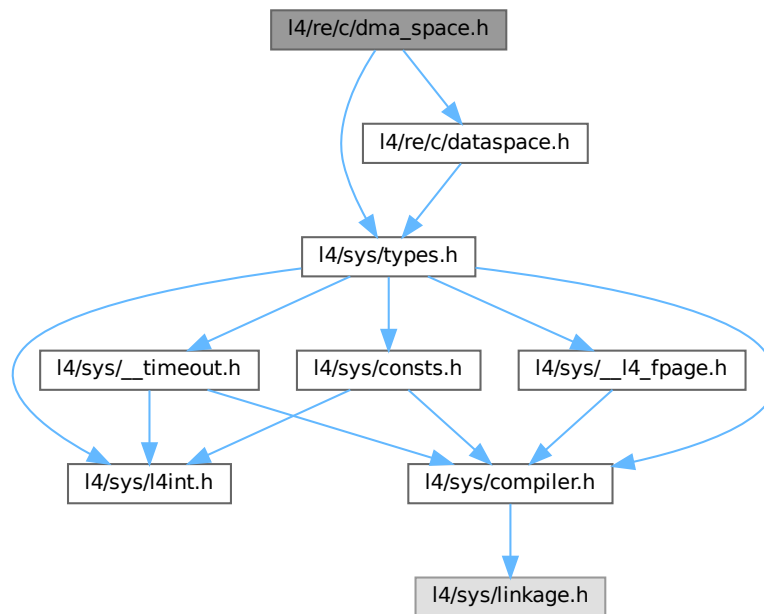 l4/re/c/dma_space.h
l4/re/c/dataspace.h
l4/sys/types.h
l4/sys/__timeout.h
l4/sys/consts.h
l4/sys/__l4_fpage.h
l4/sys/l4int.h
l4/sys/compiler.h
l4/sys/linkage.h